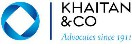 KHAITAN
&CO
Advocates since 1911